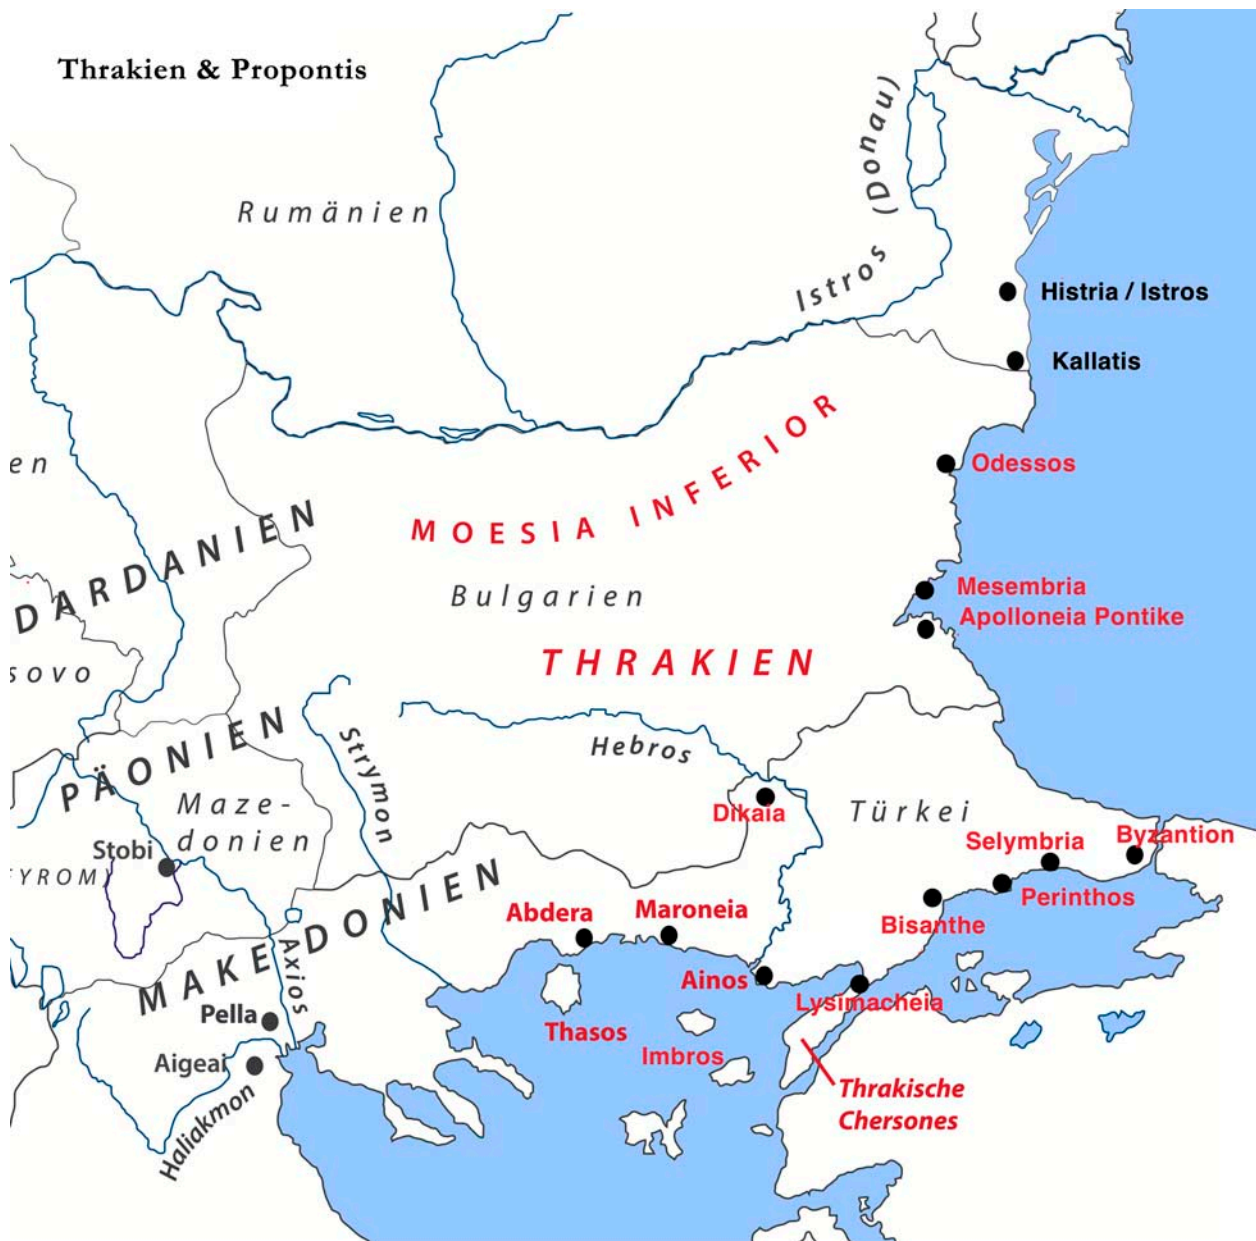 Thrakien & Propontis
Rumänien
Istros (Donau)
Histria / Istros
Kallatis
MOESIA INFERIOR
Odessos
en
DARDANIEN
Bulgarien
Mesembria
Apolloneia Pontike
THRAKIEN
sovo
PÄONIEN
Strymon
Hebros
Maze-
donien
Dikaia
Türkei
Stobi
FYROM)
Selymbria
Byzantion
Perinthos
Bisanthe
MAKEDONIEN
Abdera
Maroneia
Axios
Ainos
Lysimacheia
Pella
Thasos
Imbros
Aigeai
Haliakmon
Thrakische
Chersones